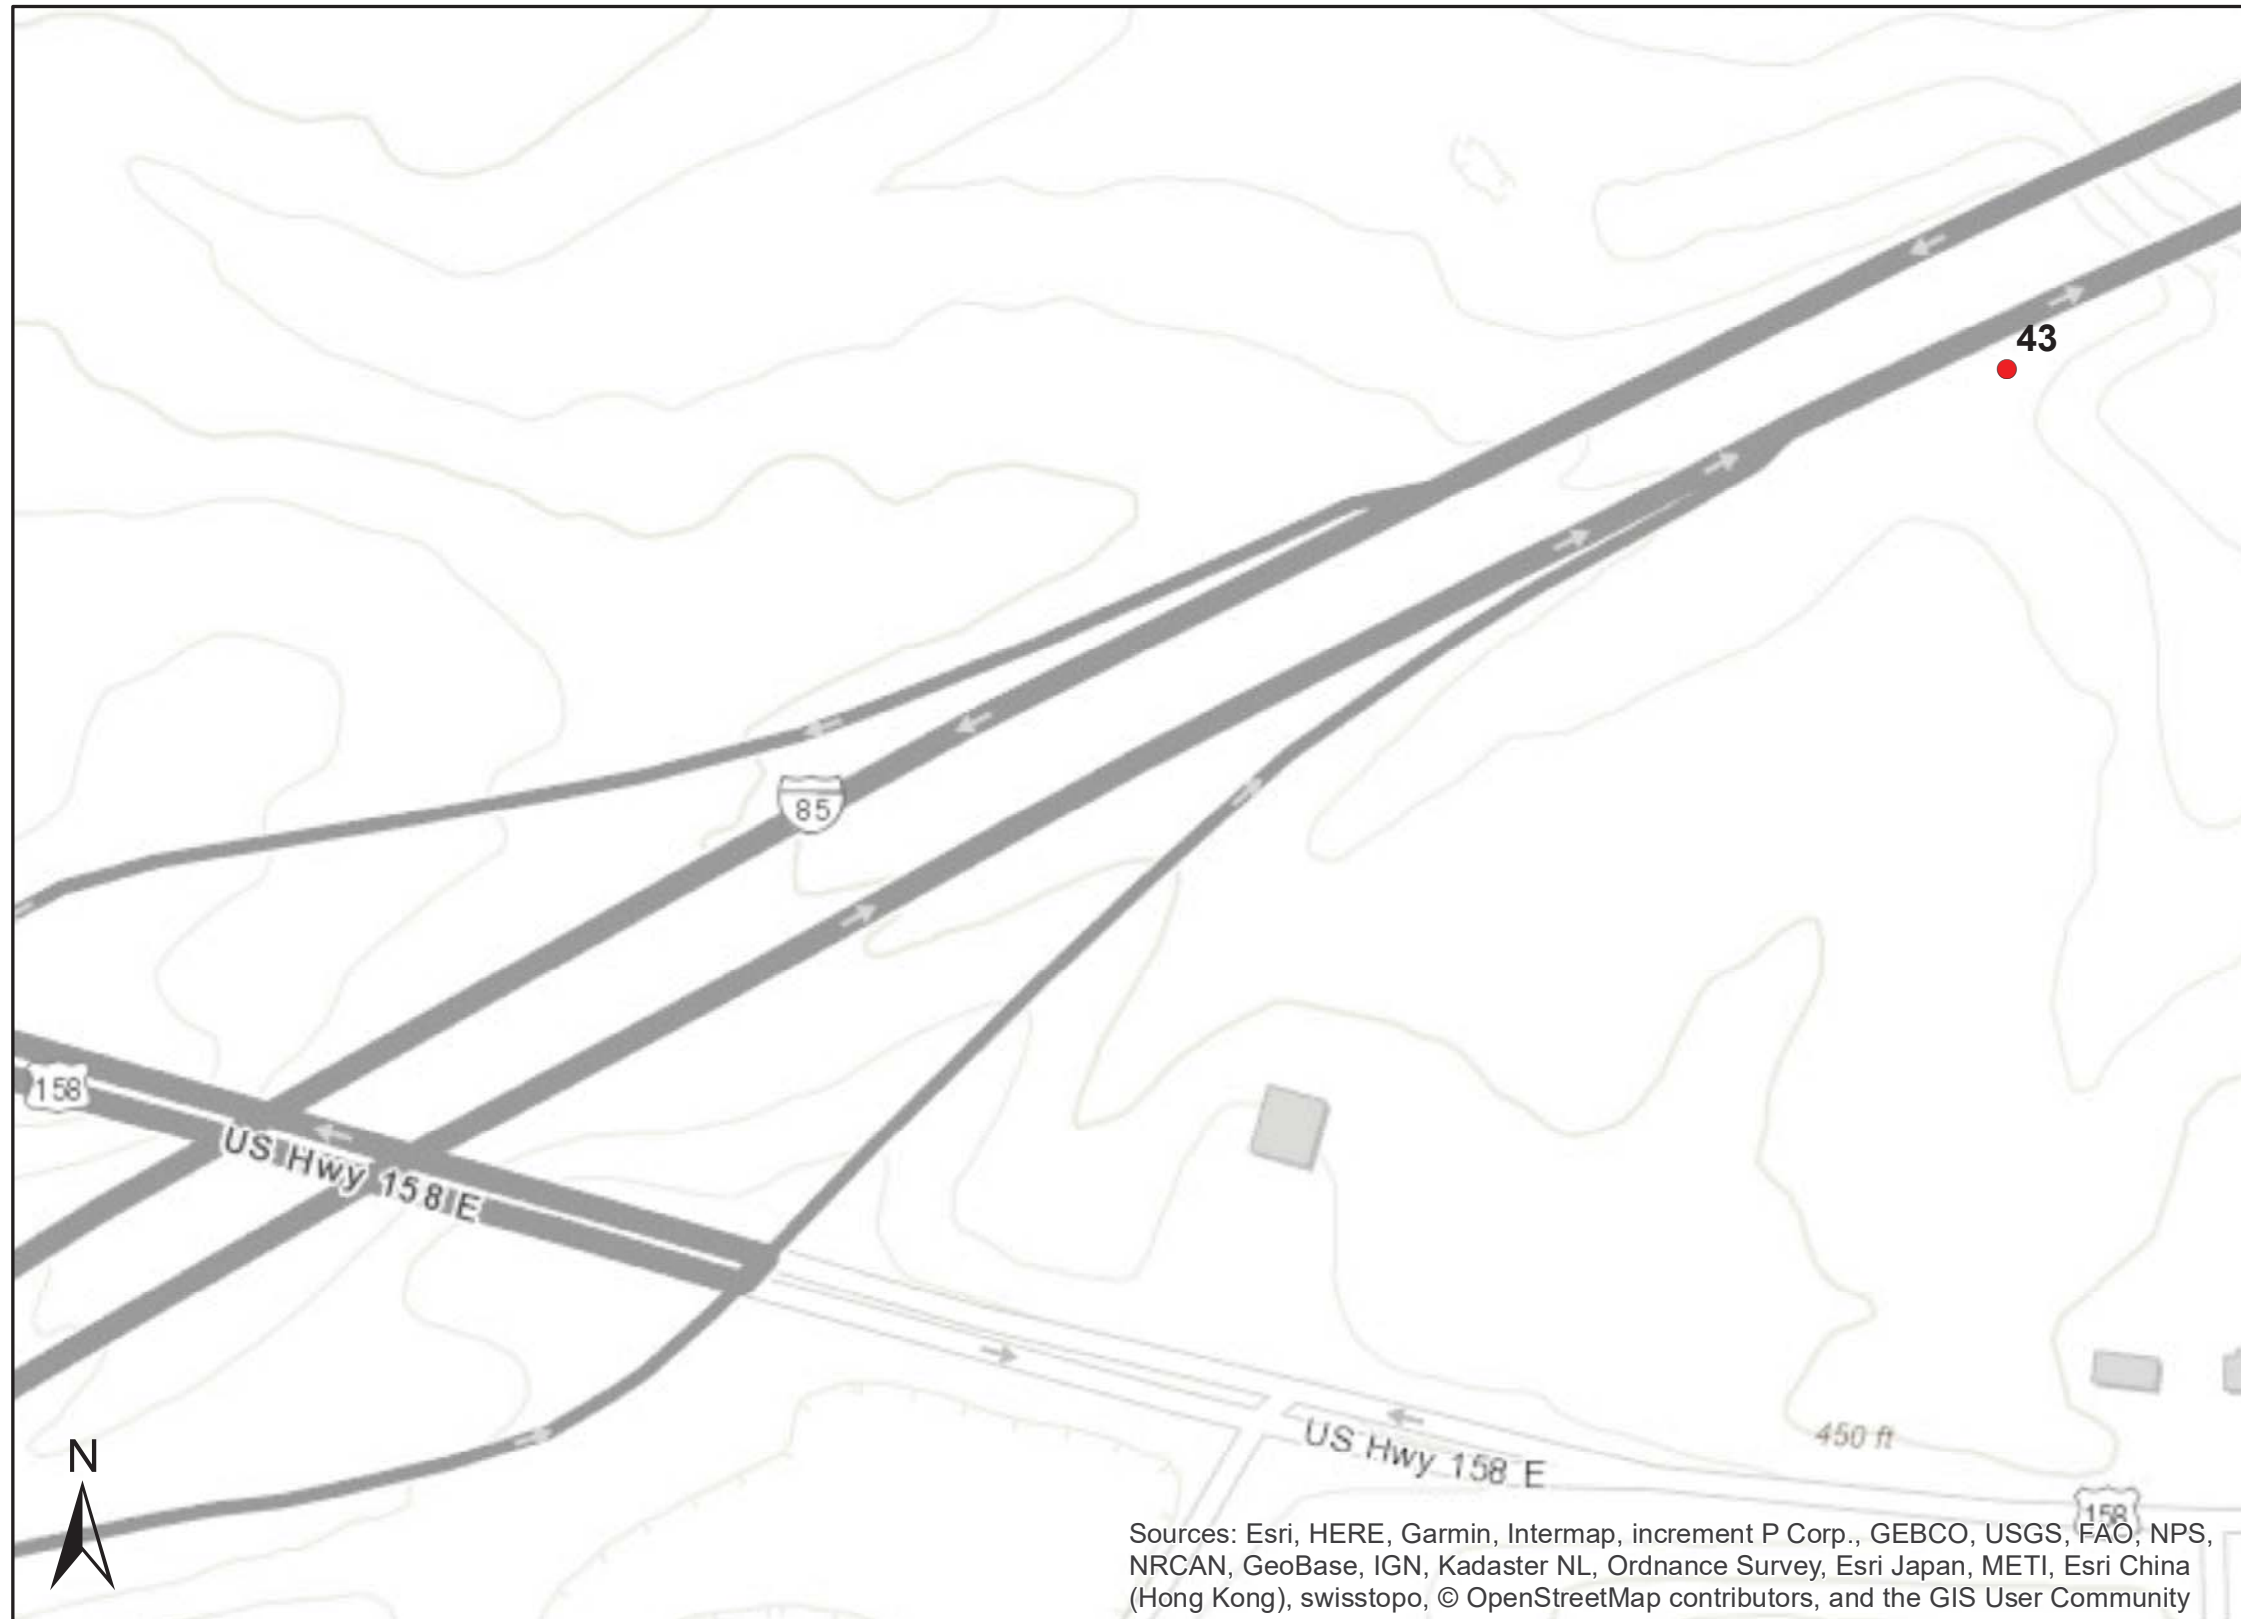 43
85
158
US Hwy 158 E
N
US Hwy 158 E
450 ft
158
Sources: Esri, HERE, Garmin, Intermap, increment P Corp., GEBCO, USGS, FAO, NPS,
NRCAN, GeoBase, IGN, Kadaster NL, Ordnance Survey, Esri Japan, METI, Esri China
(Hong Kong), swisstopo, © OpenStreetMap contributors, and the GIS User Community